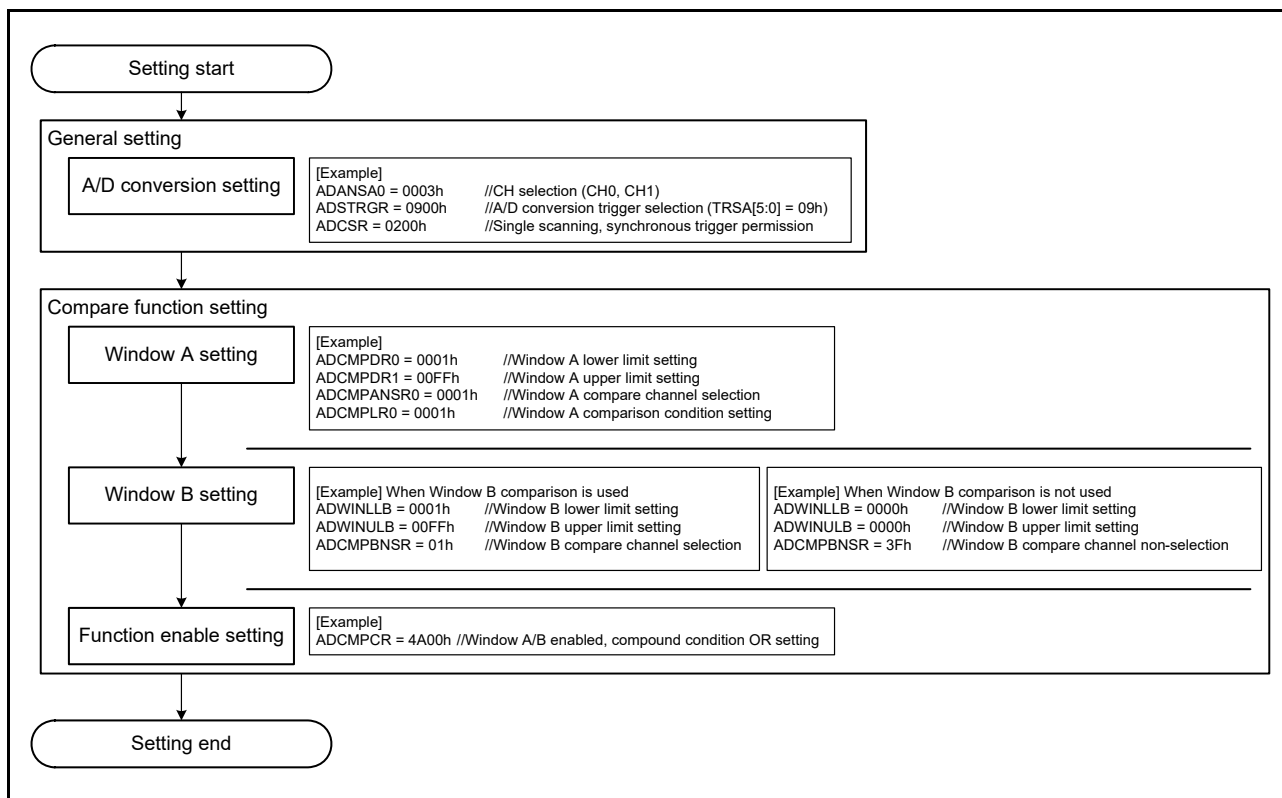 Setting start
General setting
A/D conversion setting
[Example]
ADANSA0 = 0003h //CH selection (CH0, CH1)
ADSTRGR = 0900h //A/D conversion trigger selection (TRSA[5:0] = 09h)
ADCSR = 0200h //Single scanning, synchronous trigger permission
Compare function setting
Window A setting
[Example]
ADCMPDR0 = 0001h //Window A lower limit setting
ADCMPDR1 = 00FFh //Window A upper limit setting
ADCMPANSR0 = 0001h //Window A compare channel selection
ADCMPLR0 = 0001h //Window A comparison condition setting
Window B setting
[Example] When Window B comparison is used
ADWINLLB = 0001h //Window B lower limit setting
ADWINULB = 00FFh //Window B upper limit setting
ADCMPBNSR = 01h //Window B compare channel selection
[Example] When Window B comparison is not used
ADWINLLB = 0000h //Window B lower limit setting
ADWINULB = 0000h //Window B upper limit setting
ADCMPBNSR = 3Fh //Window B compare channel non-selection
Function enable setting
[Example]
ADCMPCR = 4A00h //Window A/B enabled, compound condition OR setting
Setting end